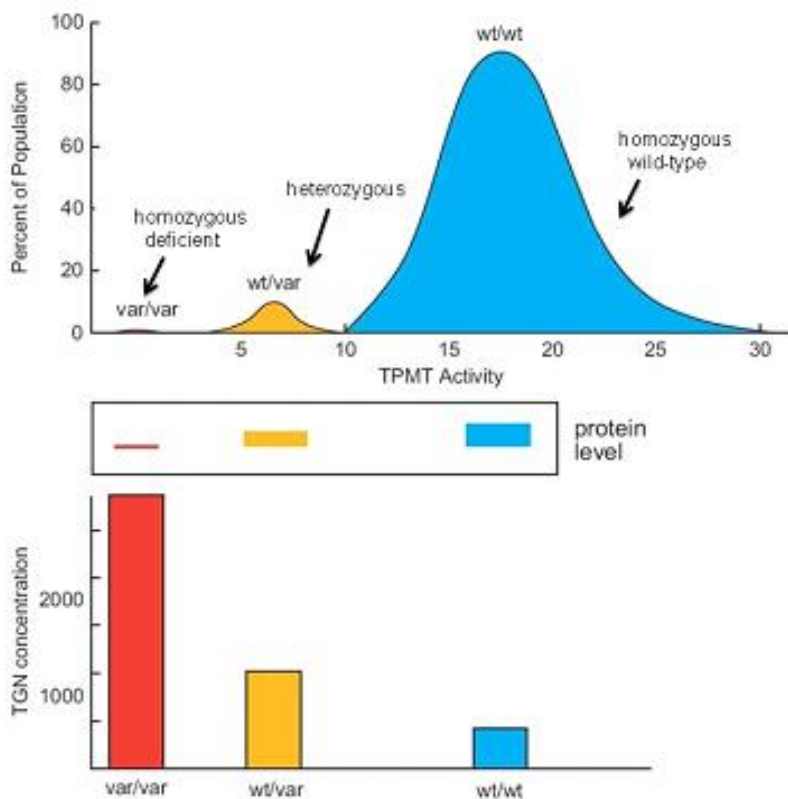 100
80
60
40
20
0
Percent of Population
wt/wt
homozygous
wild-type
heterozygous
homozygous
deficient
wt/var
var/var
5 10 15 20 25 30
TPMT Activity
protein
level
TGN concentration
2000
1000
var/var wt/var wt/wt